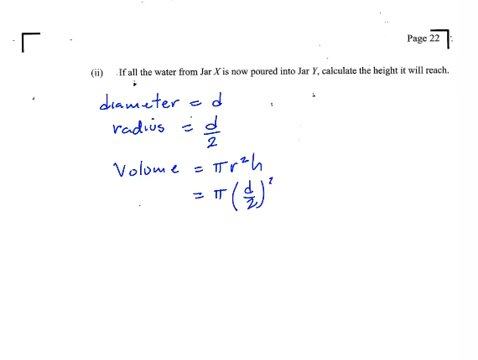 Page 22
(ii) If all the water from Jar X is now poured into Jar Y, calculate the height it will reach.
diameter = d
radius = d/2
Volume = πr²h
= π(d/2)²